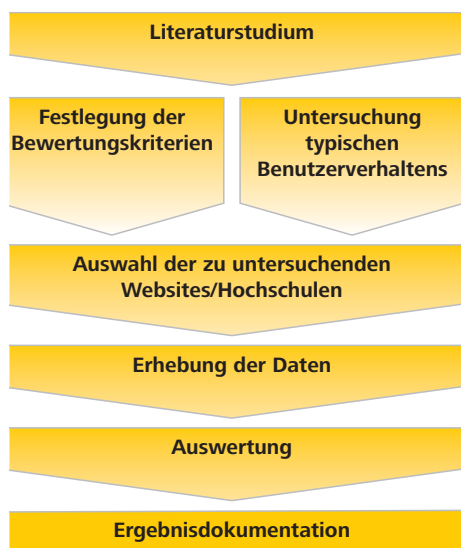 Literaturstudium
Festlegung der
Bewertungskriterien
Untersuchung
typischen
Benutzerverhaltens
Auswahl der zu untersuchenden
Websites/Hochschulen
Erhebung der Daten
Auswertung
Ergebnisdokumentation